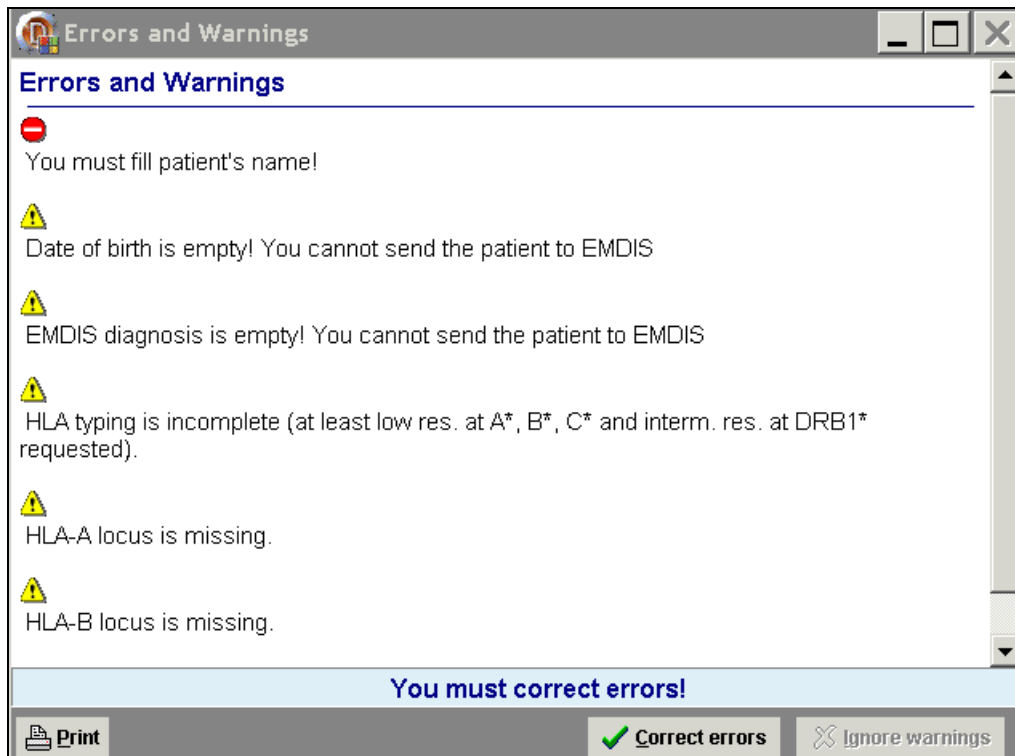 Errors and Warnings
Errors and Warnings
You must fill patient's name!
Date of birth is empty! You cannot send the patient to EMDIS
EMDIS diagnosis is empty! You cannot send the patient to EMDIS
HLA typing is incomplete (at least low res. at A*, B*, C* and interm. res. at DRB1*
requested).
HLA-A locus is missing.
HLA-B locus is missing.
You must correct errors!
Print
Correct errors
Ignore warnings